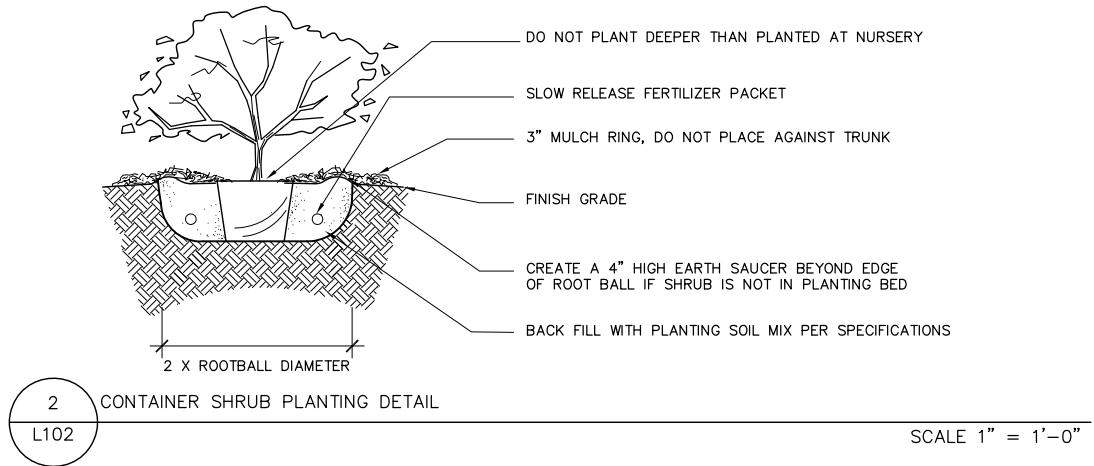 DO NOT PLANT DEEPER THAN PLANTED AT NURSERY
SLOW RELEASE FERTILIZER PACKET
3" MULCH RING, DO NOT PLACE AGAINST TRUNK
FINISH GRADE
CREATE A 4" HIGH EARTH SAUCER BEYOND EDGE
OF ROOT BALL IF SHRUB IS NOT IN PLANTING BED
BACK FILL WITH PLANTING SOIL MIX PER SPECIFICATIONS
2 X ROOTBALL DIAMETER
2
CONTAINER SHRUB PLANTING DETAIL
L102
SCALE 1" = 1'-0"